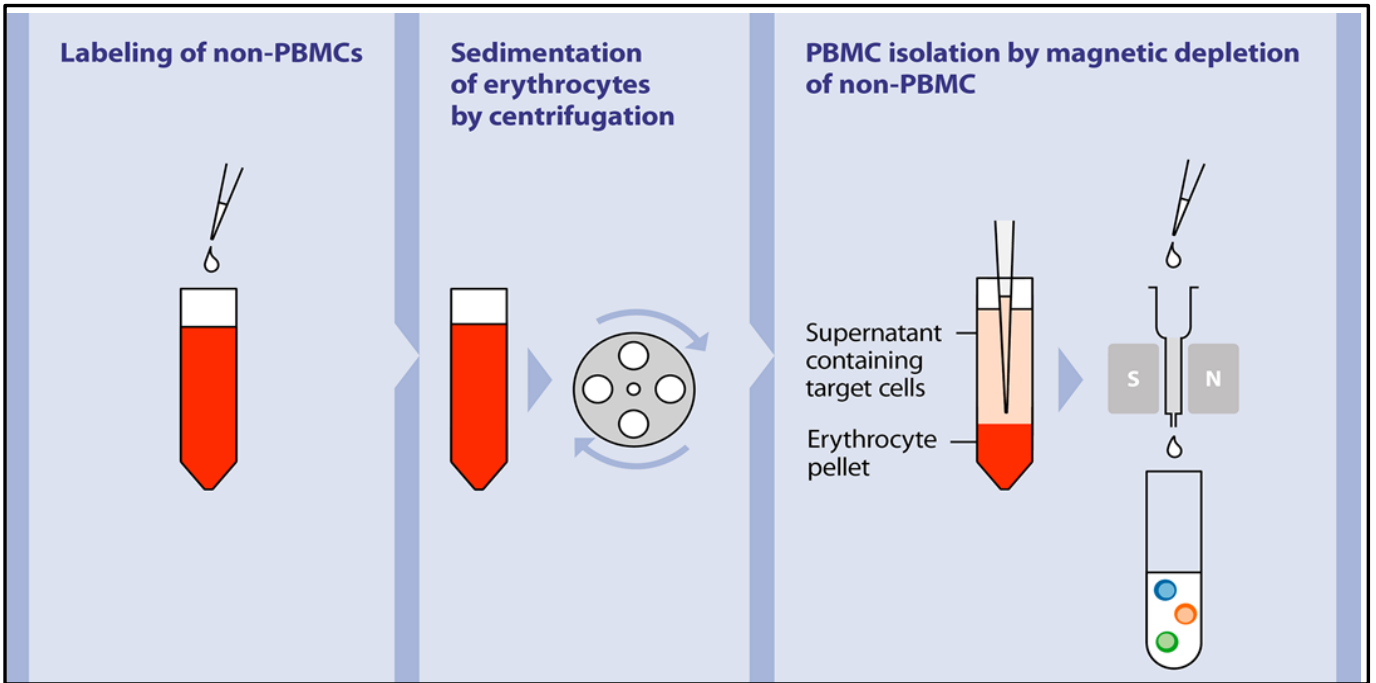 Labeling of non-PBMCs
Sedimentation
of erythrocytes
by centrifugation
PBMC isolation by magnetic depletion
of non-PBMC
Supernatant
containing
target cells
Erythrocyte
pellet
S
N